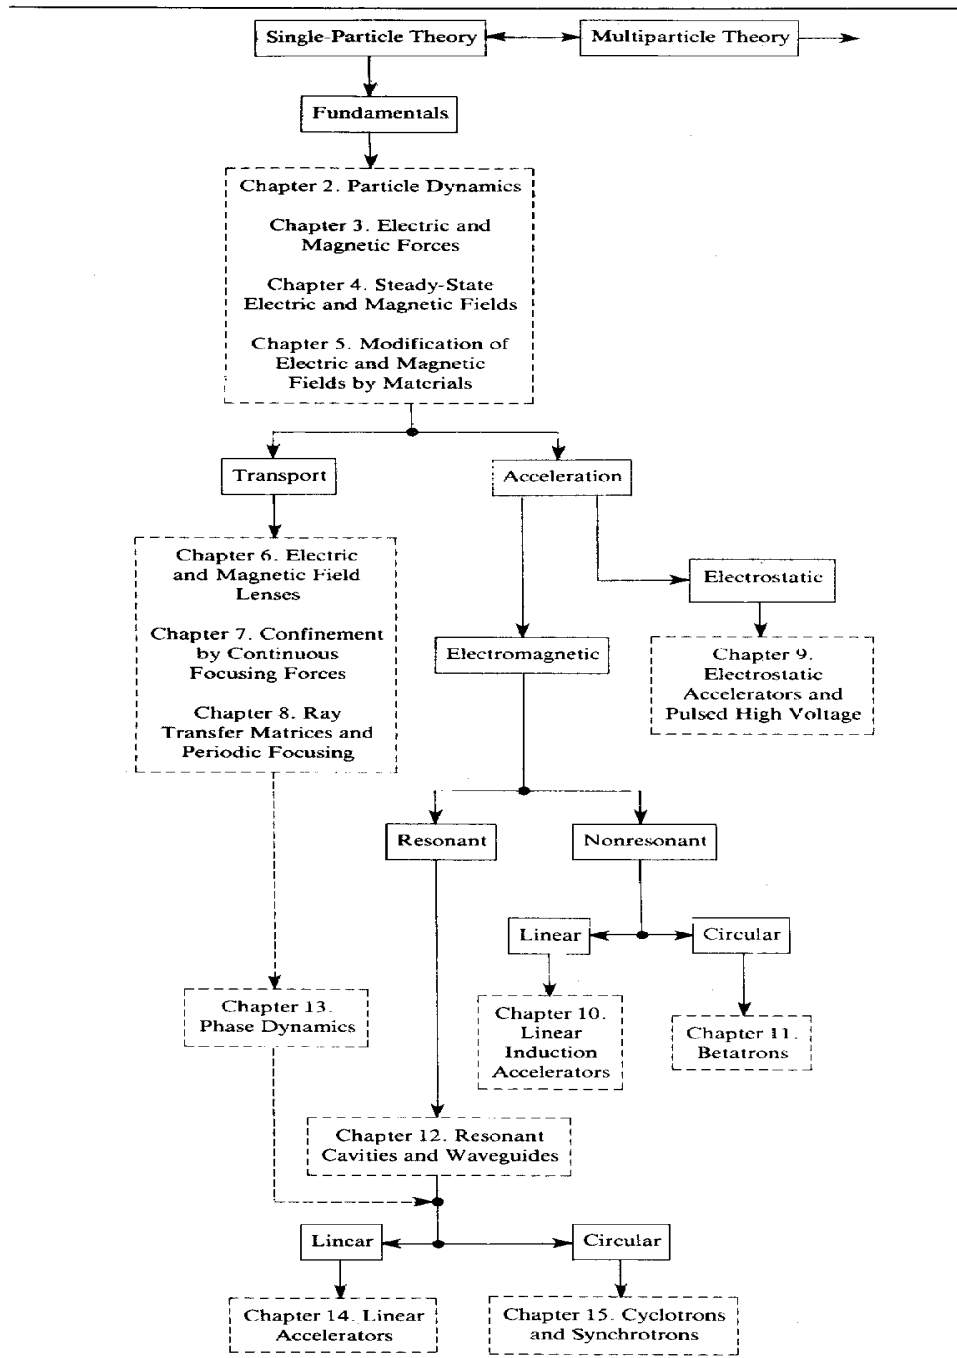 Single-Particle Theory
Multiparticle Theory
Fundamentals
Chapter 2. Particle Dynamics
Chapter 3. Electric and
Magnetic Forces
Chapter 4. Steady-State
Electric and Magnetic Fields
Chapter 5. Modification of
Electric and Magnetic
Fields by Materials
Transport
Acceleration
Chapter 6. Electric
and Magnetic Field
Lenses
Chapter 7. Confinement
by Continuous
Focusing Forces
Chapter 8. Ray
Transfer Matrices and
Periodic Focusing
Electrostatic
Electromagnetic
Chapter 9.
Electrostatic
Accelerators and
Pulsed High Voltage
Resonant
Nonresonant
Linear
Circular
Chapter 13.
Phase Dynamics
Chapter 10.
Linear
Induction
Accelerators
Chapter 11.
Betatrons
Chapter 12. Resonant
Cavities and Waveguides
Linear
Circular
Chapter 14. Linear
Accelerators
Chapter 15. Cyclotrons
and Synchrotrons